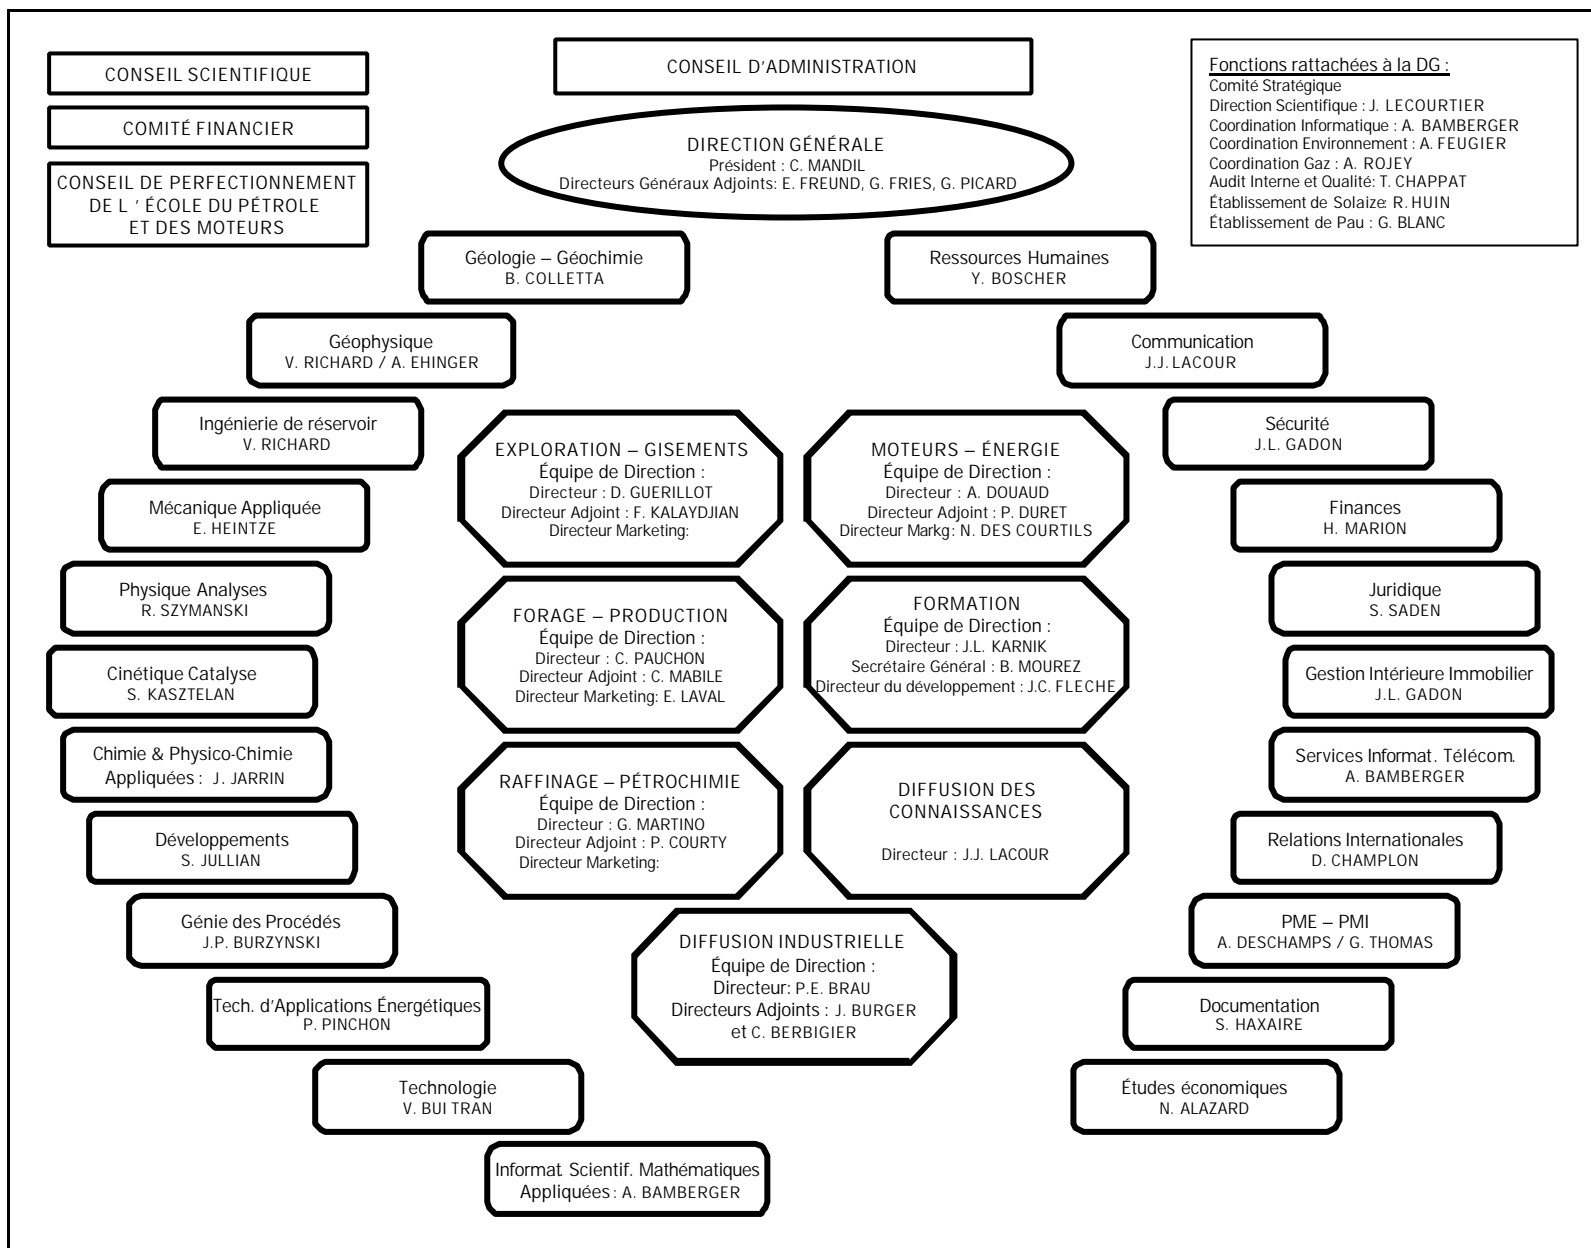 CONSEIL SCIENTIFIQUE
COMITÉ FINANCIER
CONSEIL DE PERFECTIONNEMENT
DE L ' ÉCOLE DU PÉTROLE
ET DES MOTEURS
CONSEIL D'ADMINISTRATION
DIRECTION GÉNÉRALE
Président : C. MANDIL
Directeurs Généraux Adjoints: E. FREUND, G. FRIES, G. PICARD
Fonctions rattachées à la DG :
Comité Stratégique
Direction Scientifique : J. LECOURTIER
Coordination Informatique : A. BAMBERGER
Coordination Environnement : A. FEUGIER
Coordination Gaz : A. ROJEY
Audit Interne et Qualité: T. CHAPPAT
Établissement de Solaize: R. HUIN
Établissement de Pau : G. BLANC
Géologie – Géochimie
B. COLLETTA
Géophysique
V. RICHARD / A. EHINGER
Ingénierie de réservoir
V. RICHARD
Mécanique Appliquée
E. HEINTZE
Physique Analyses
R. SZYMANSKI
Cinétique Catalyse
S. KASZTELAN
Chimie & Physico-Chimie
Appliquées : J. JARRIN
Développements
S. JULLIAN
Génie des Procédés
J.P. BURZYNSKI
Tech. d'Applications Énergétiques
P. PINCHON
Technologie
V. BUI TRAN
Informat. Scientif. Mathématiques
Appliquées : A. BAMBERGER
EXPLORATION – GISEMENTS
Équipe de Direction :
Directeur : D. GUERILLOT
Directeur Adjoint : F. KALAYDJIAN
Directeur Marketing:
FORAGE – PRODUCTION
Équipe de Direction :
Directeur : C. PAUCHON
Directeur Adjoint : C. MABILE
Directeur Marketing: E. LAVAL
RAFFINAGE – PÉTROCHIMIE
Équipe de Direction :
Directeur : G. MARTINO
Directeur Adjoint : P. COURTY
Directeur Marketing:
MOTEURS – ÉNERGIE
Équipe de Direction :
Directeur : A. DOUAUD
Directeur Adjoint : P. DURET
Directeur Markg: N. DES COURTILS
FORMATION
Équipe de Direction :
Directeur : J.L. KARNIK
Secrétaire Général : B. MOUREZ
Directeur du développement : J.C. FLECHE
DIFFUSION DES
CONNAISSANCES
Directeur : J.J. LACOUR
DIFFUSION INDUSTRIELLE
Équipe de Direction :
Directeur: P.E. BRAU
Directeurs Adjoints : J. BURGER
et C. BERBIGIER
Ressources Humaines
Y. BOSCHER
Communication
J.J. LACOUR
Sécurité
J.L. GADON
Finances
H. MARION
Juridique
S. SADEN
Gestion Intérieure Immobilier
J.L. GADON
Services Informat. Télécom.
A. BAMBERGER
Relations Internationales
D. CHAMPLON
PME – PMI
A. DESCHAMPS / G. THOMAS
Documentation
S. HAXAIRE
Études économiques
N. ALAZARD